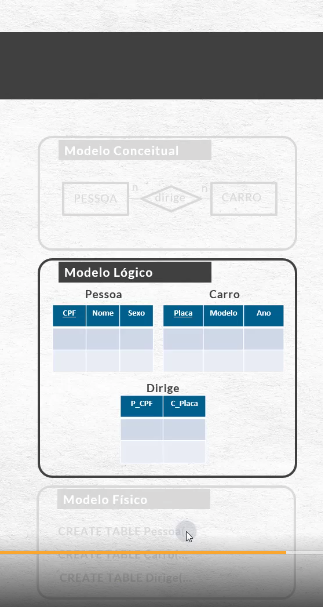 Modelo Conceitual
PESSOA n dirige n CARRO
Modelo Lógico
Pessoa Carro
CPF Nome Sexo Placa Modelo Ano
Dirige
P_CPF C_Placa
Modelo Físico
CREATE TABLE Pessoa
CREATE TABLE Carro(...
CREATE TABLE Dirige(...